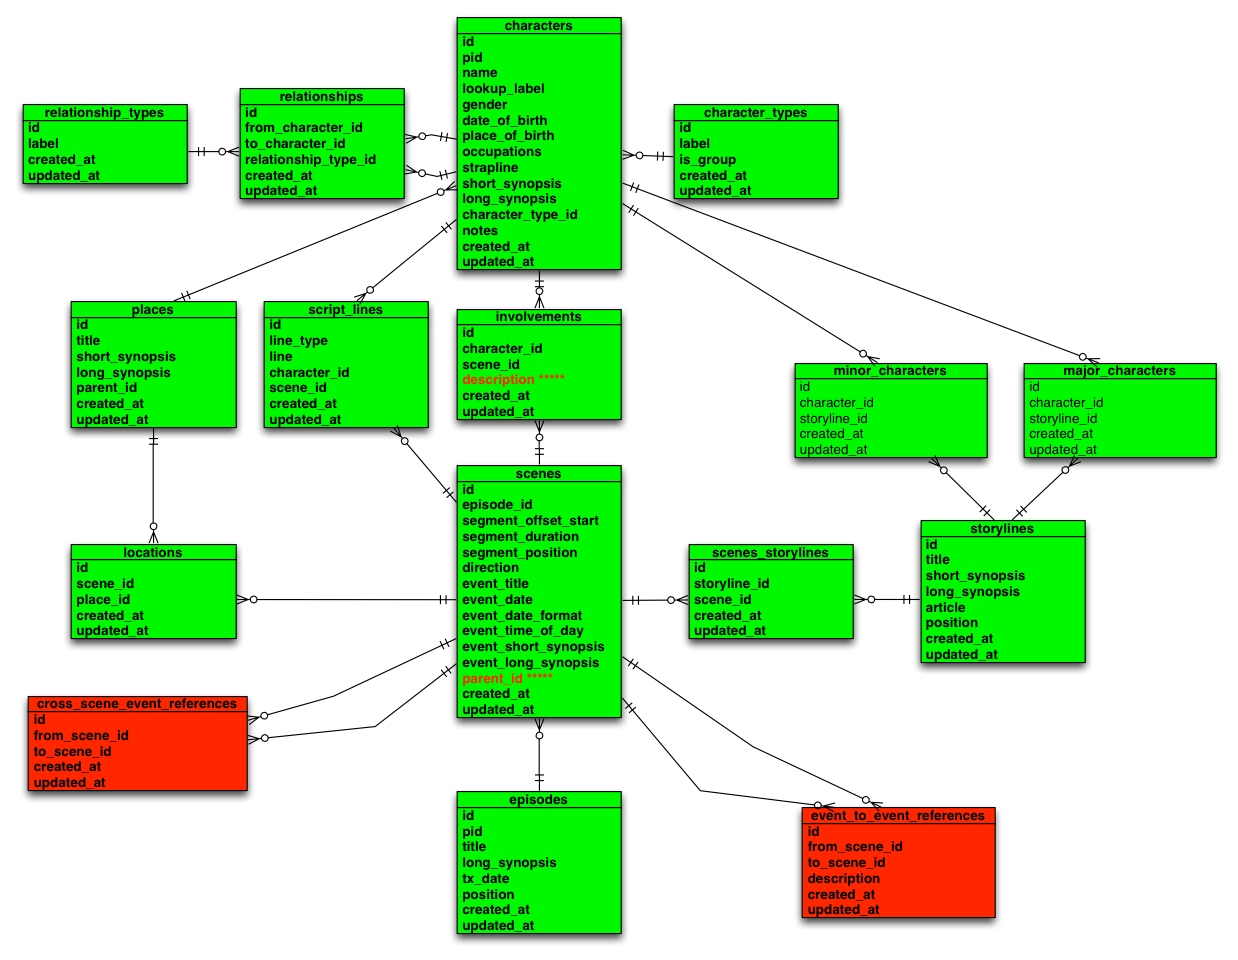 characters
id
pid
name
lookup_label
gender
date_of_birth
place_of_birth
occupations
strapline
short_synopsis
long_synopsis
character_type_id
notes
created_at
updated_at
relationship_types
id
label
created_at
updated_at
relationships
id
from_character_id
to_character_id
relationship_type_id
created_at
updated_at
character_types
id
label
is_group
created_at
updated_at
places
id
title
short_synopsis
long_synopsis
parent_id
created_at
updated_at
script_lines
id
line_type
line
character_id
scene_id
created_at
updated_at
involvements
id
character_id
scene_id
description *****
created_at
updated_at
minor_characters
id
character_id
storyline_id
created_at
updated_at
major_characters
id
character_id
storyline_id
created_at
updated_at
scenes
id
episode_id
segment_offset_start
segment_duration
segment_position
direction
event_title
event_date
event_date_format
event_time_of_day
event_short_synopsis
event_long_synopsis
parent_id *****
created_at
updated_at
locations
id
scene_id
place_id
created_at
updated_at
scenes_storylines
id
storyline_id
scene_id
created_at
updated_at
storylines
id
title
short_synopsis
long_synopsis
article
position
created_at
updated_at
cross_scene_event_references
id
from_scene_id
to_scene_id
created_at
updated_at
episodes
id
pid
title
long_synopsis
tx_date
position
created_at
updated_at
event_to_event_references
id
from_scene_id
to_scene_id
description
created_at
updated_at